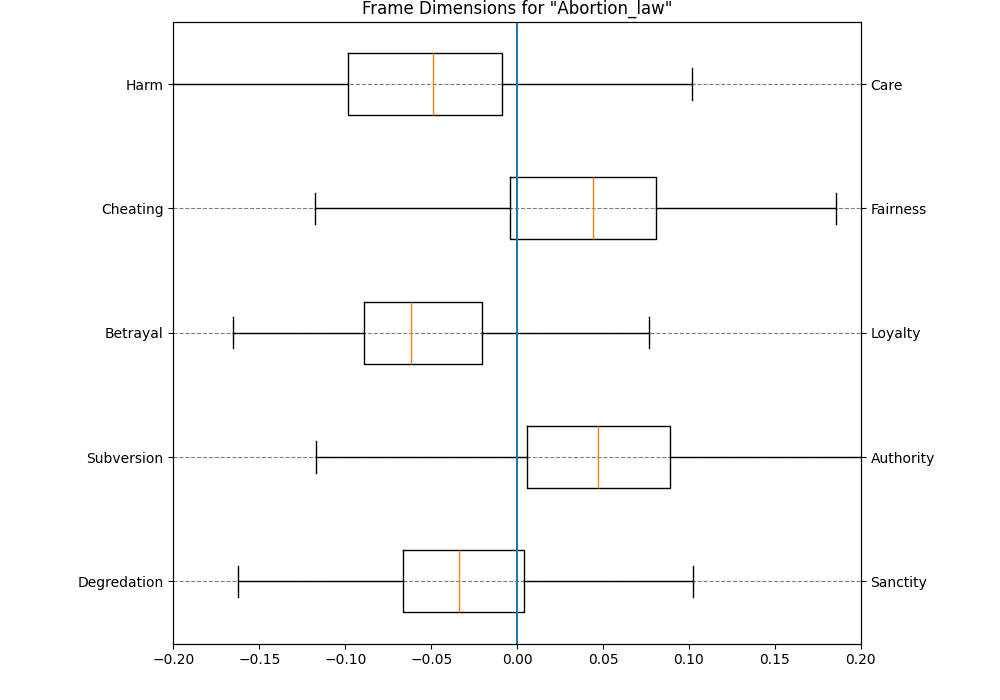 Frame Dimensions for "Abortion_law"
Harm Care
Cheating Fairness
Betrayal Loyalty
Subversion Authority
Degredation Sanctity
−0.20 −0.15 −0.10 −0.05 0.00 0.05 0.10 0.15 0.20